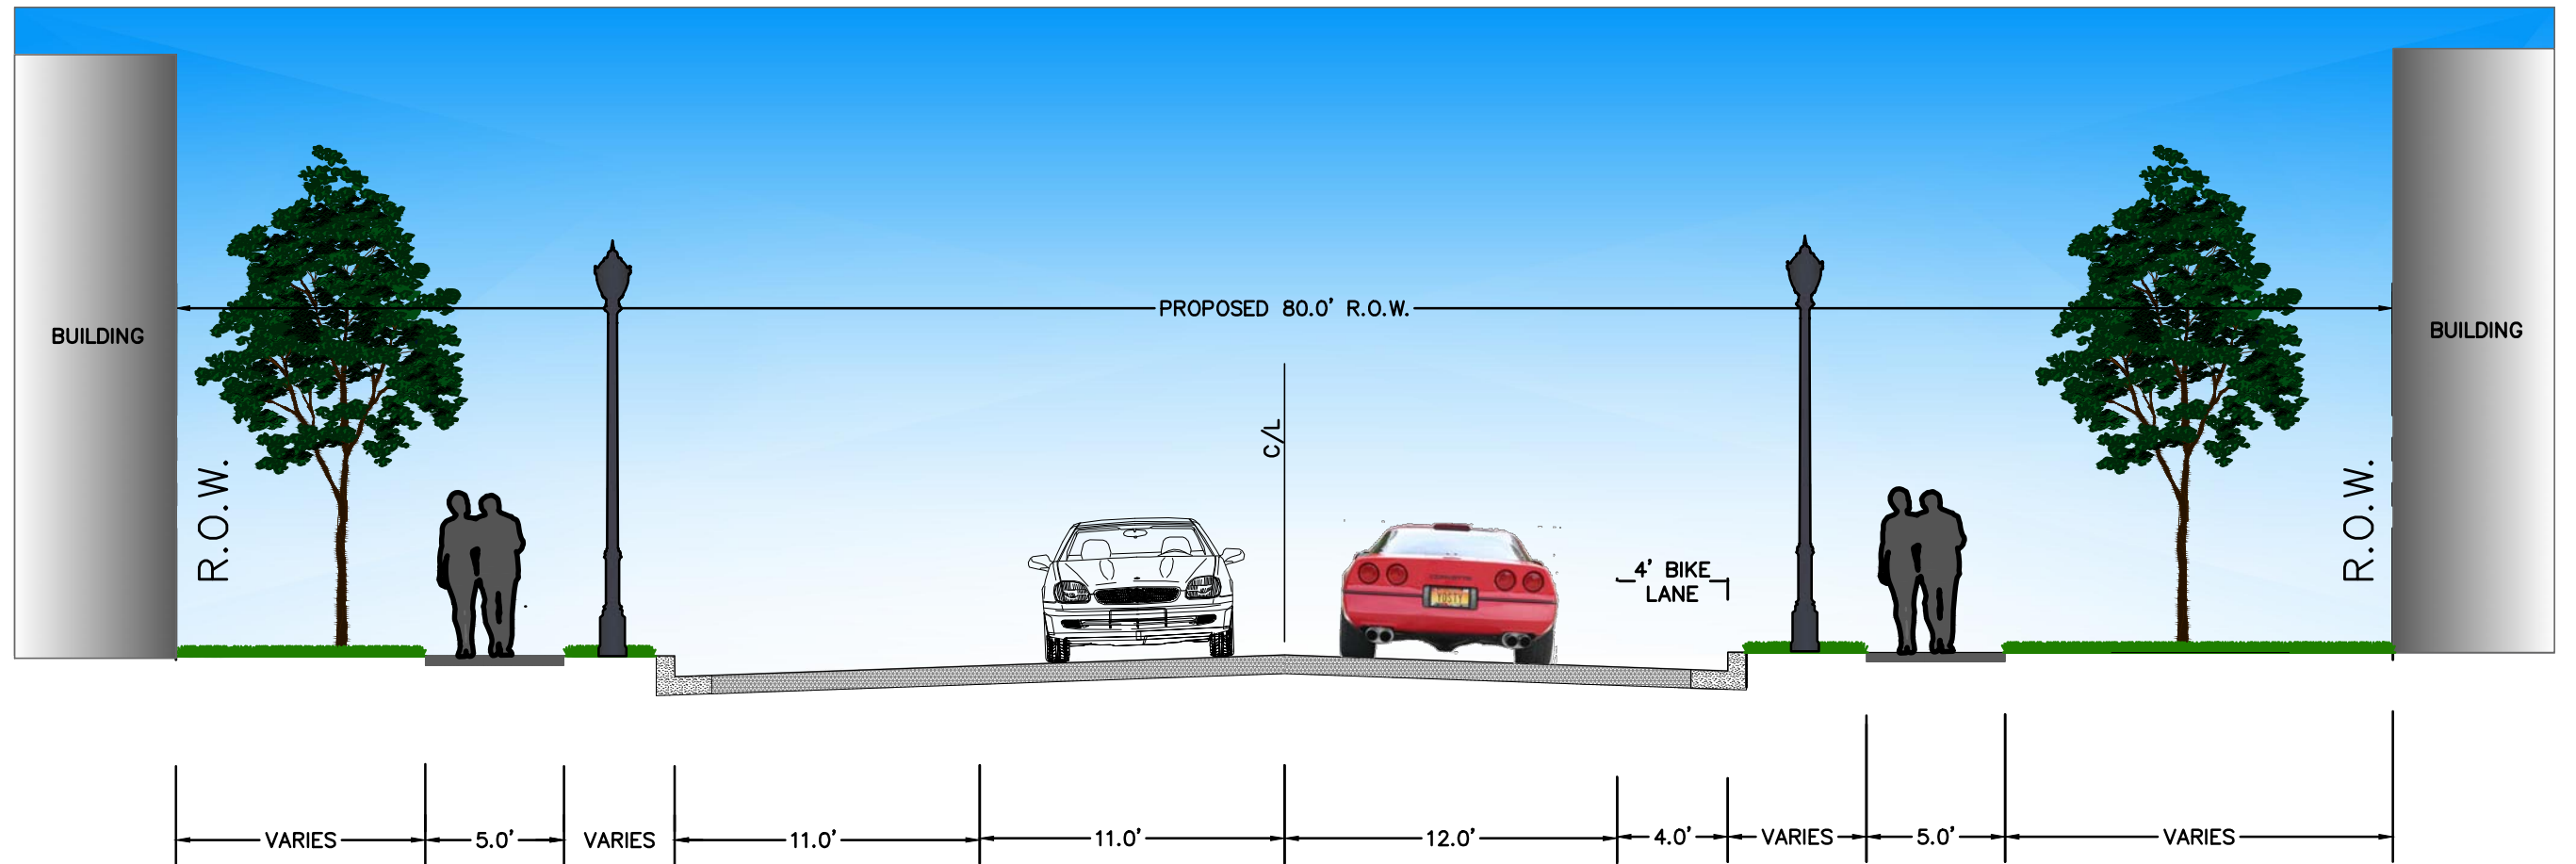 PROPOSED 80.0' R.O.W.
BUILDING
BUILDING
C/L
R.O.W.
R.O.W.
4' BIKE
LANE
YOSTY
VARIES
5.0'
VARIES
11.0'
11.0'
12.0'
4.0'
VARIES
5.0'
VARIES